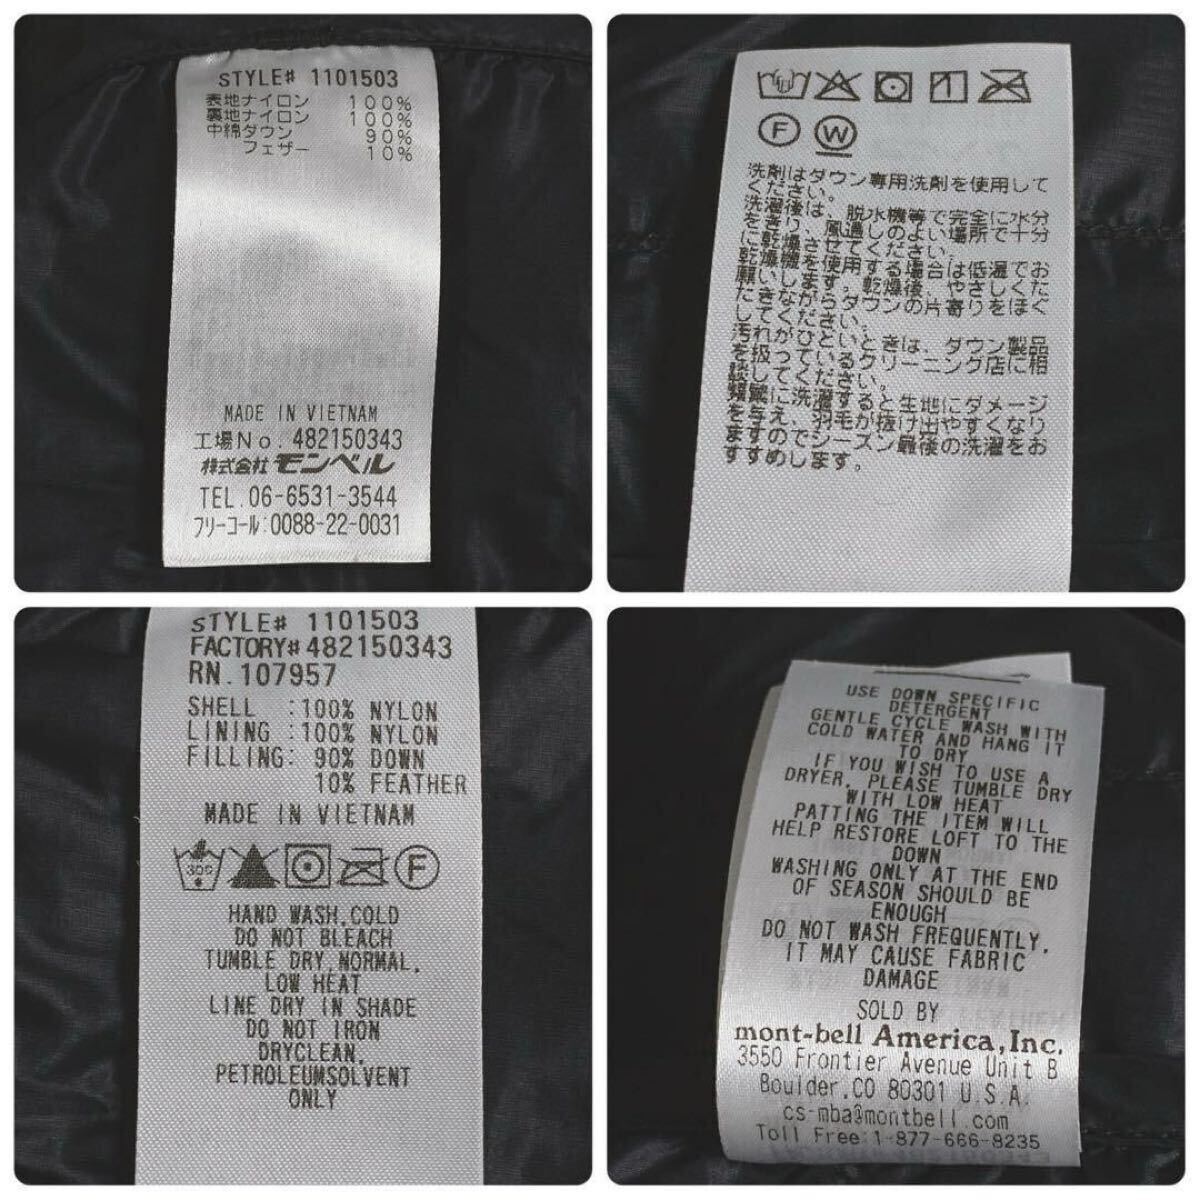 STYLE# 1101503
表地ナイロン 100%
裏地ナイロン 100%
中綿ダウン 90%
フェザー 10%
MADE IN VIETNAM
工場No. 482150343
株式会社 モンベル
TEL.06-6531-3544
フリーコール:0088-22-0031
1
F W
洗剤はダウン専用洗剤を使用して
ください。
洗濯後は、脱水機等で完全に水分
をきり、風通しのよい場所で十分
に乾燥させてください。
乾燥機を使用する場合は低温でお
願いします。乾燥後、やさしくた
たきながらダウンの片寄りをほぐ
してください。
汚れがひどいときは、ダウン製品
を扱っているクリーニング店に相
談してください。
頻繁に洗濯すると生地にダメージ
を与え、羽毛が抜け出やすくなり
ますのでシーズン最後の洗濯をお
すすめします。
STYLE# 1101503
FACTORY# 482150343
RN.107957
SHELL :100% NYLON
LINING :100% NYLON
FILLING: 90% DOWN
10% FEATHER
MADE IN VIETNAM
F
HAND WASH,COLD
DO NOT BLEACH
TUMBLE DRY,NORMAL,
LOW HEAT
LINE DRY IN SHADE
DO NOT IRON
DRYCLEAN,
PETROLEUMSOLVENT
ONLY
USE DOWN SPECIFIC
DETERGENT
GENTLE CYCLE WASH WITH
COLD WATER AND HANG IT
TO DRY
IF YOU WISH TO USE A
DRYER, PLEASE TUMBLE DRY
WITH LOW HEAT
PATTING THE ITEM WILL
HELP RESTORE LOFT TO THE
DOWN
WASHING ONLY AT THE END
OF SEASON SHOULD BE
ENOUGH
DO NOT WASH FREQUENTLY,
IT MAY CAUSE FABRIC
DAMAGE
SOLD BY
mont-bell America,Inc.
3550 Frontier Avenue Unit B
Boulder,CO 80301 U.S.A.
cs-mba@montbell.com
Toll Free:1-877-666-8235